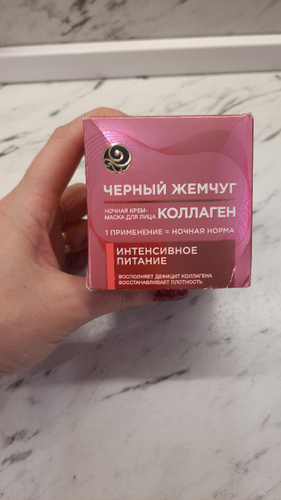 ЧЕРНЫЙ ЖЕМЧУГ
НОЧНАЯ КРЕМ-
МАСКА ДЛЯ ЛИЦА КОЛЛАГЕН
1 ПРИМЕНЕНИЕ = НОЧНАЯ НОРМА
ИНТЕНСИВНОЕ
ПИТАНИЕ
ВОСПОЛНЯЕТ ДЕФИЦИТ КОЛЛАГЕНА
ВОССТАНАВЛИВАЕТ ПЛОТНОСТЬ